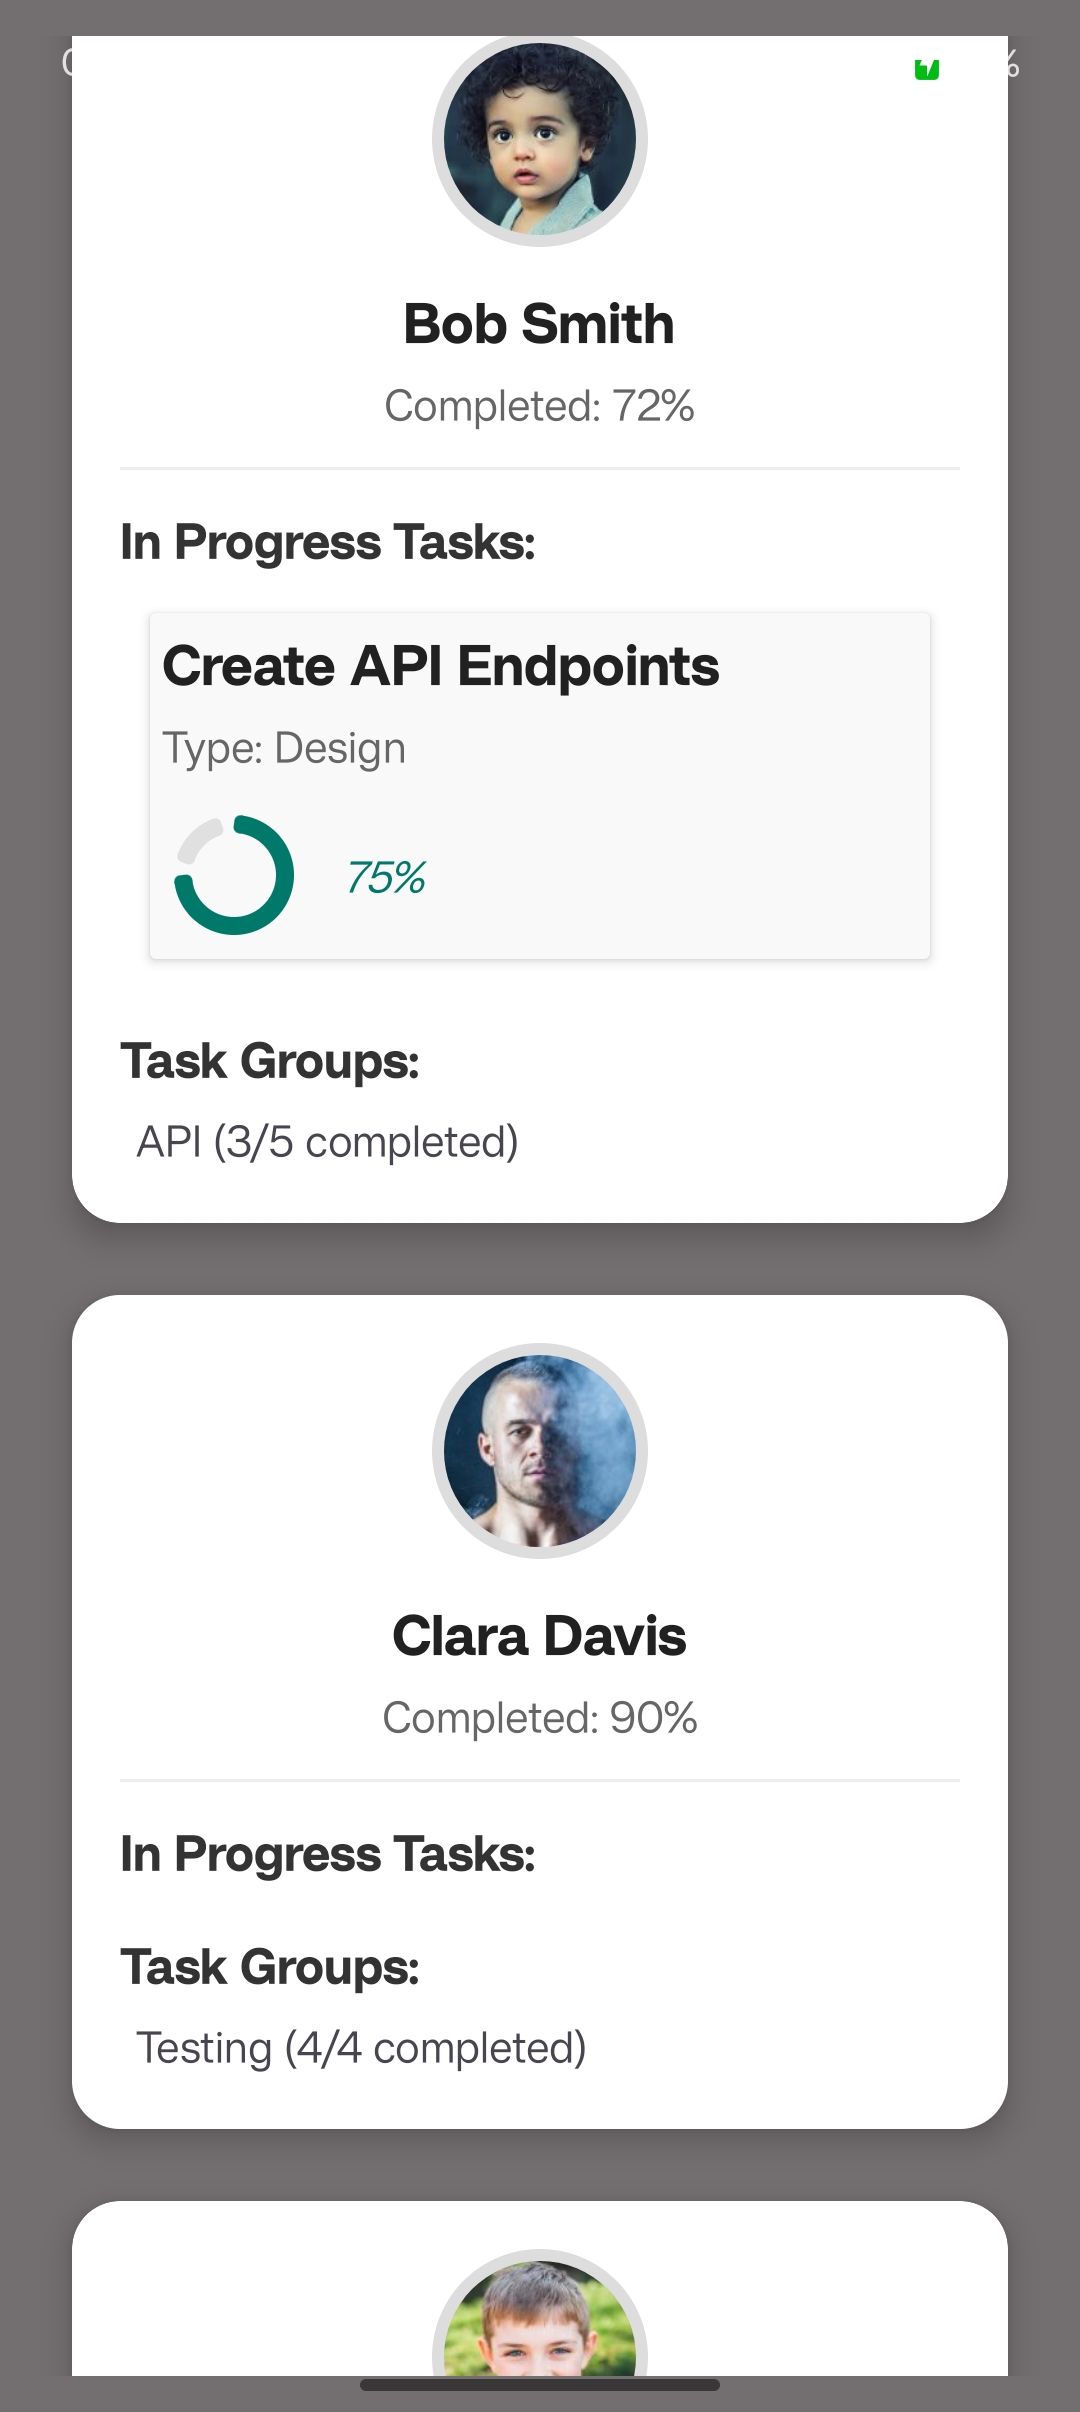 Bob Smith
Completed: 72%
In Progress Tasks:
Create API Endpoints
Type: Design
75%
Task Groups:
API (3/5 completed)
Clara Davis
Completed: 90%
In Progress Tasks:
Task Groups:
Testing (4/4 completed)